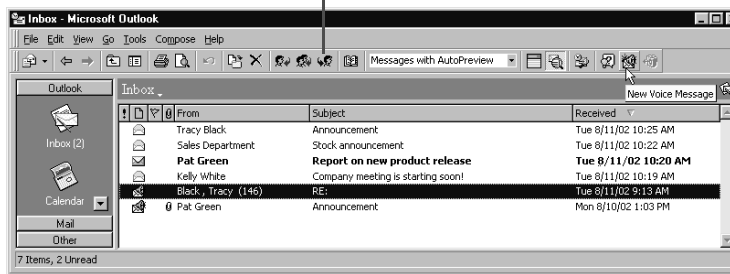 Inbox - Microsoft Outlook
File Edit View Go Tools Compose Help
Messages with AutoPreview
Outlook
Inbox
New Voice Message
! From Subject Received
Tracy Black Announcement Tue 8/11/02 10:25 AM
Inbox (2)
Sales Department Stock announcement Tue 8/11/02 10:22 AM
Pat Green Report on new product release Tue 8/11/02 10:20 AM
Kelly White Company meeting is starting soon! Tue 8/11/02 10:19 AM
Black , Tracy (146) RE: Tue 8/11/02 9:13 AM
Calendar
Pat Green Announcement Mon 8/10/02 1:03 PM
Mail
Other
7 Items, 2 Unread